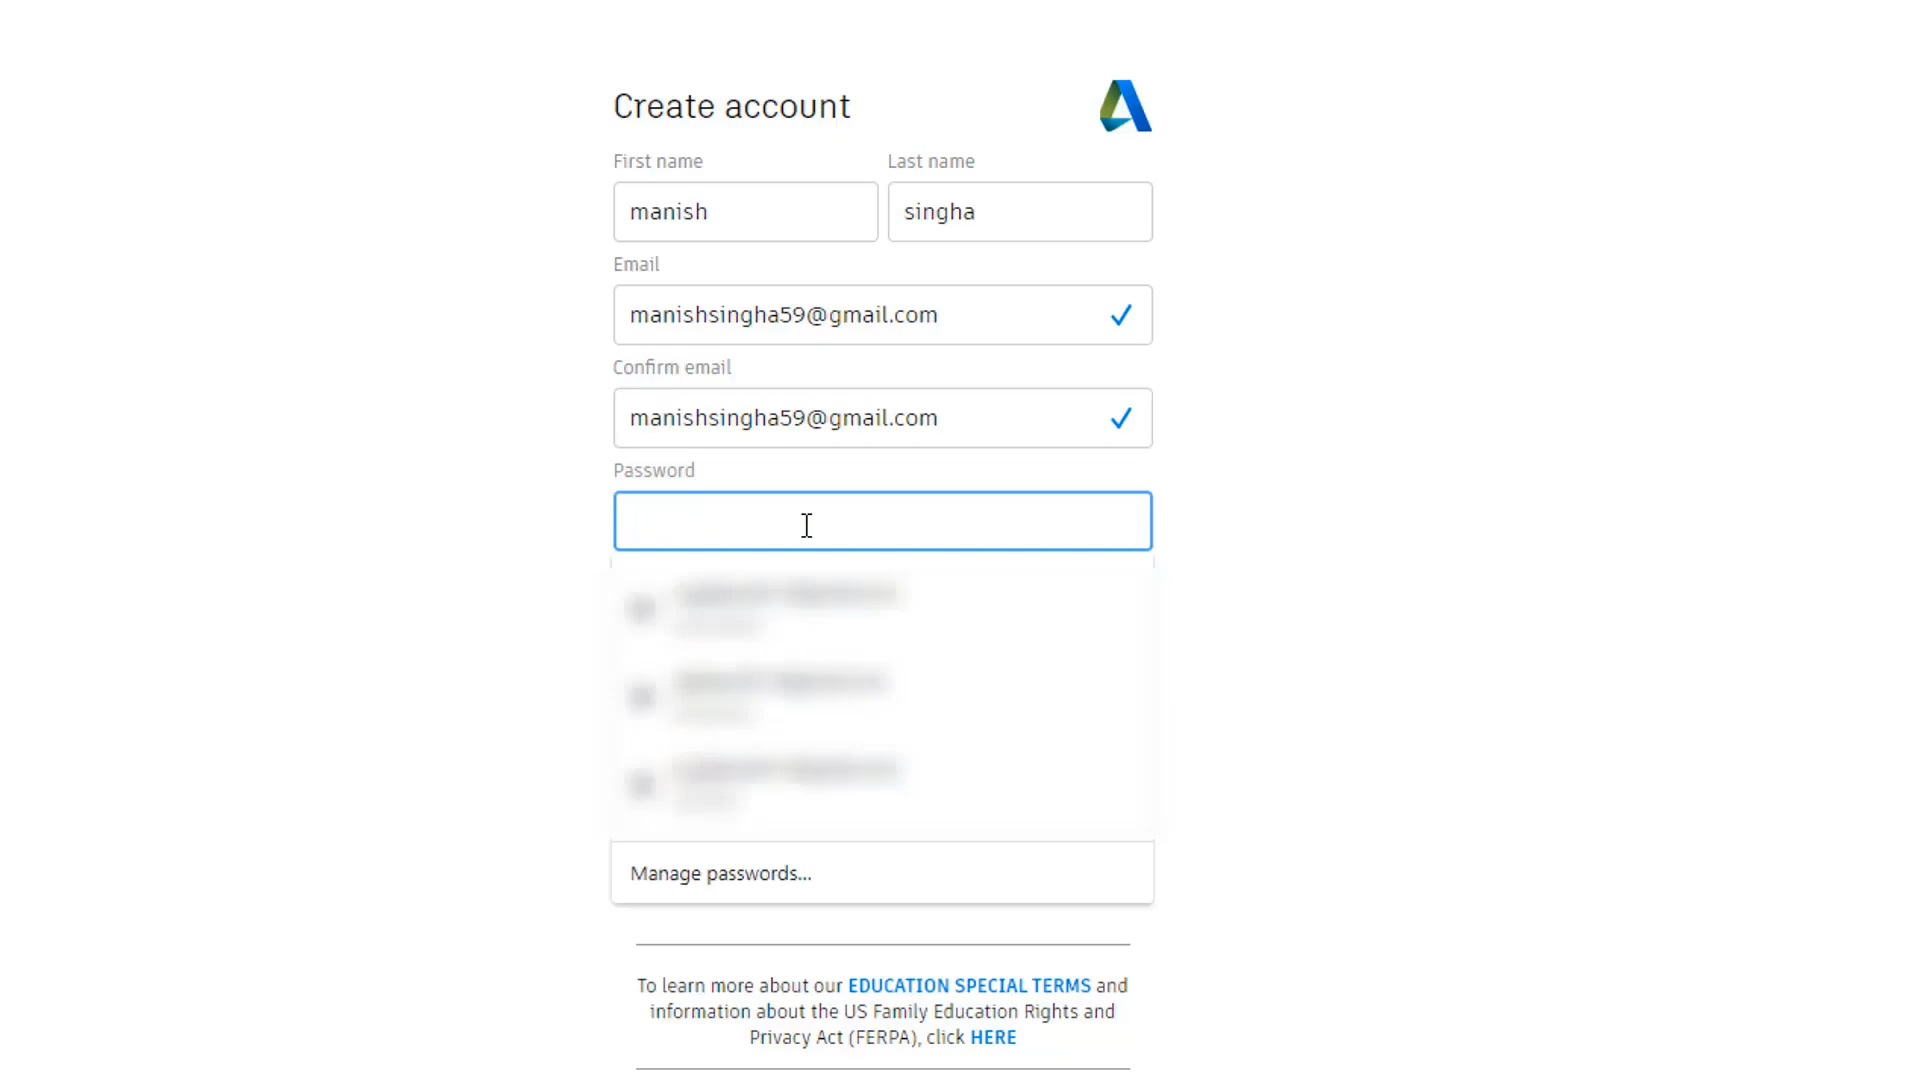 Create account
First name Last name
manish singha
Email
manishsingha59@gmail.com
Confirm email
manishsingha59@gmail.com
Password
Manage passwords...
To learn more about our EDUCATION SPECIAL TERMS and
information about the US Family Education Rights and
Privacy Act (FERPA), click HERE